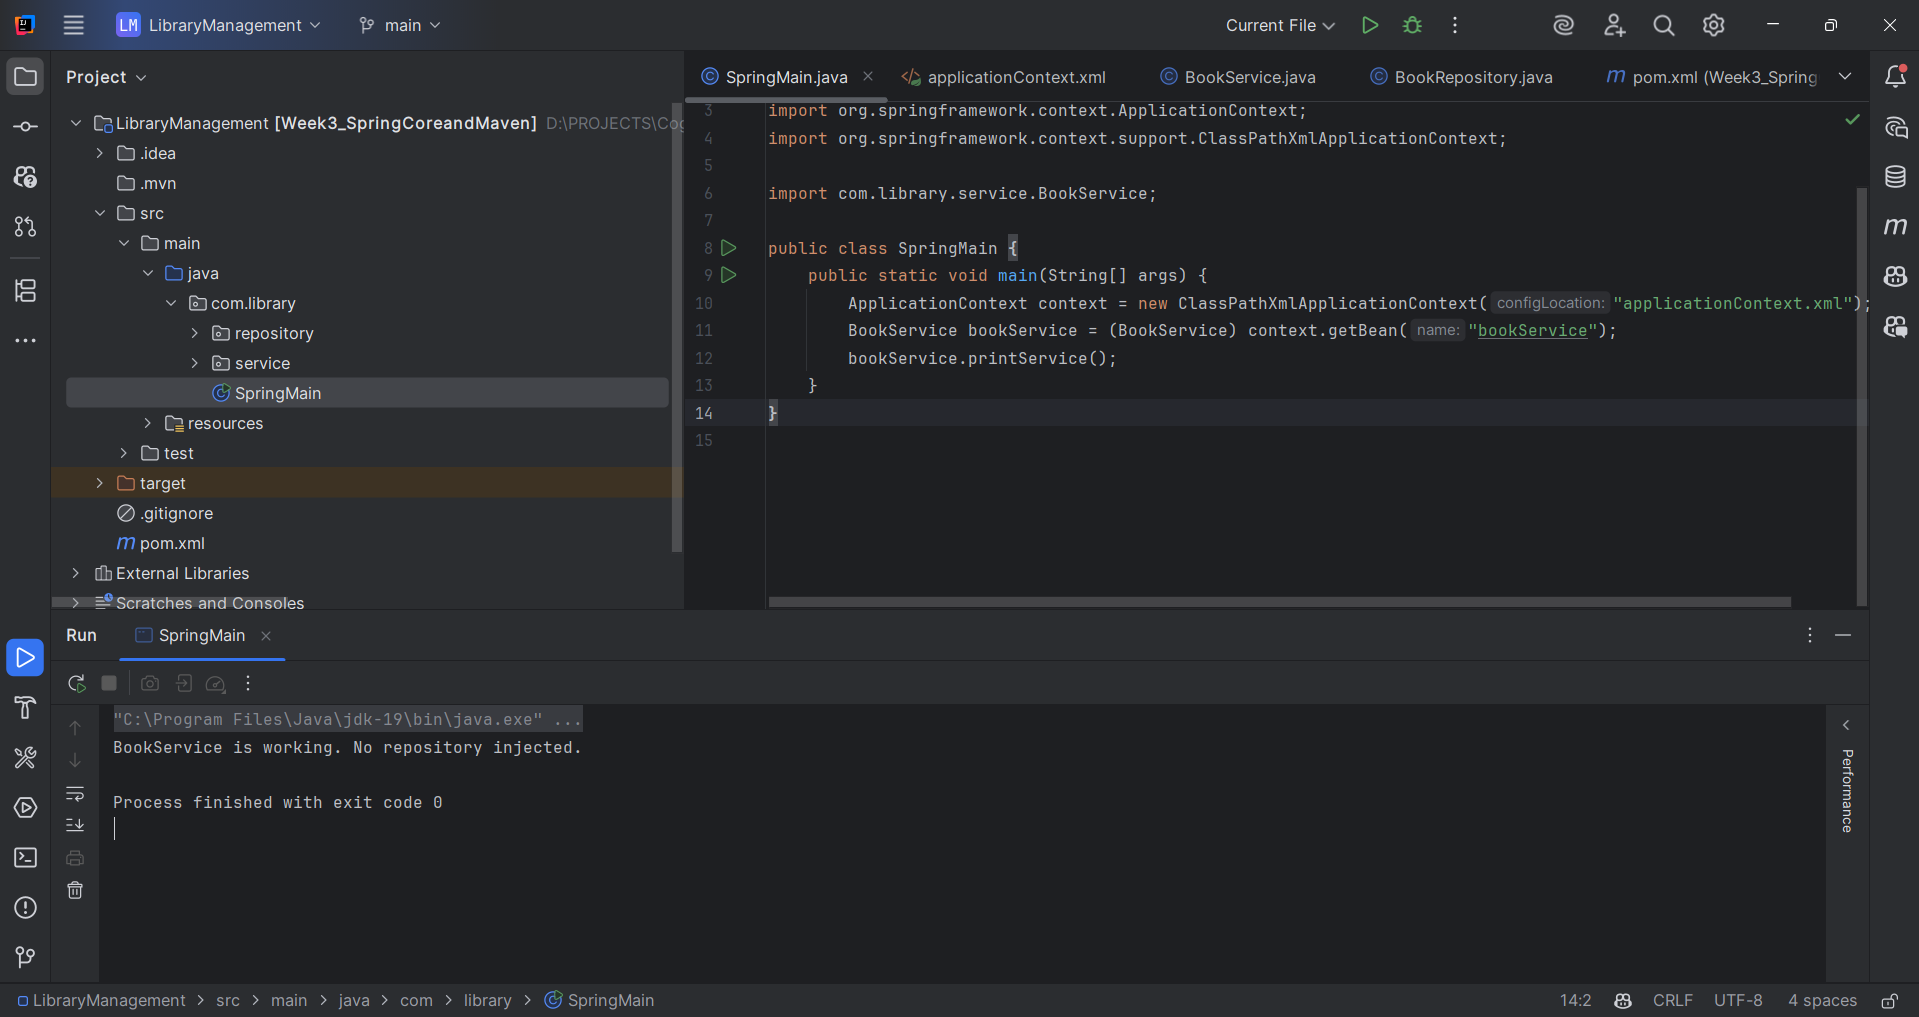 LM LibraryManagement main Current File
Project
SpringMain.java applicationContext.xml BookService.java BookRepository.java m pom.xml (Week3_Spring
LibraryManagement [Week3_SpringCoreandMaven] D:\PROJECTS\Cog
.idea
.mvn
src
main
java
com.library
repository
service
SpringMain
resources
test
target
.gitignore
m pom.xml
External Libraries
Scratches and Consoles
3 import org.springframework.context.ApplicationContext;
4 import org.springframework.context.support.ClassPathXmlApplicationContext;
5
6 import com.library.service.BookService;
7
8 public class SpringMain {
9 public static void main(String[] args) {
10 ApplicationContext context = new ClassPathXmlApplicationContext( configLocation: "applicationContext.xml");
11 BookService bookService = (BookService) context.getBean( name: "bookService");
12 bookService.printService();
13 }
14 }
15
m
Run SpringMain
"C:\Program Files\Java\jdk-19\bin\java.exe" ...
BookService is working. No repository injected.
Process finished with exit code 0
Performance
LibraryManagement > src > main > java > com > library > SpringMain 14:2 CRLF UTF-8 4 spaces